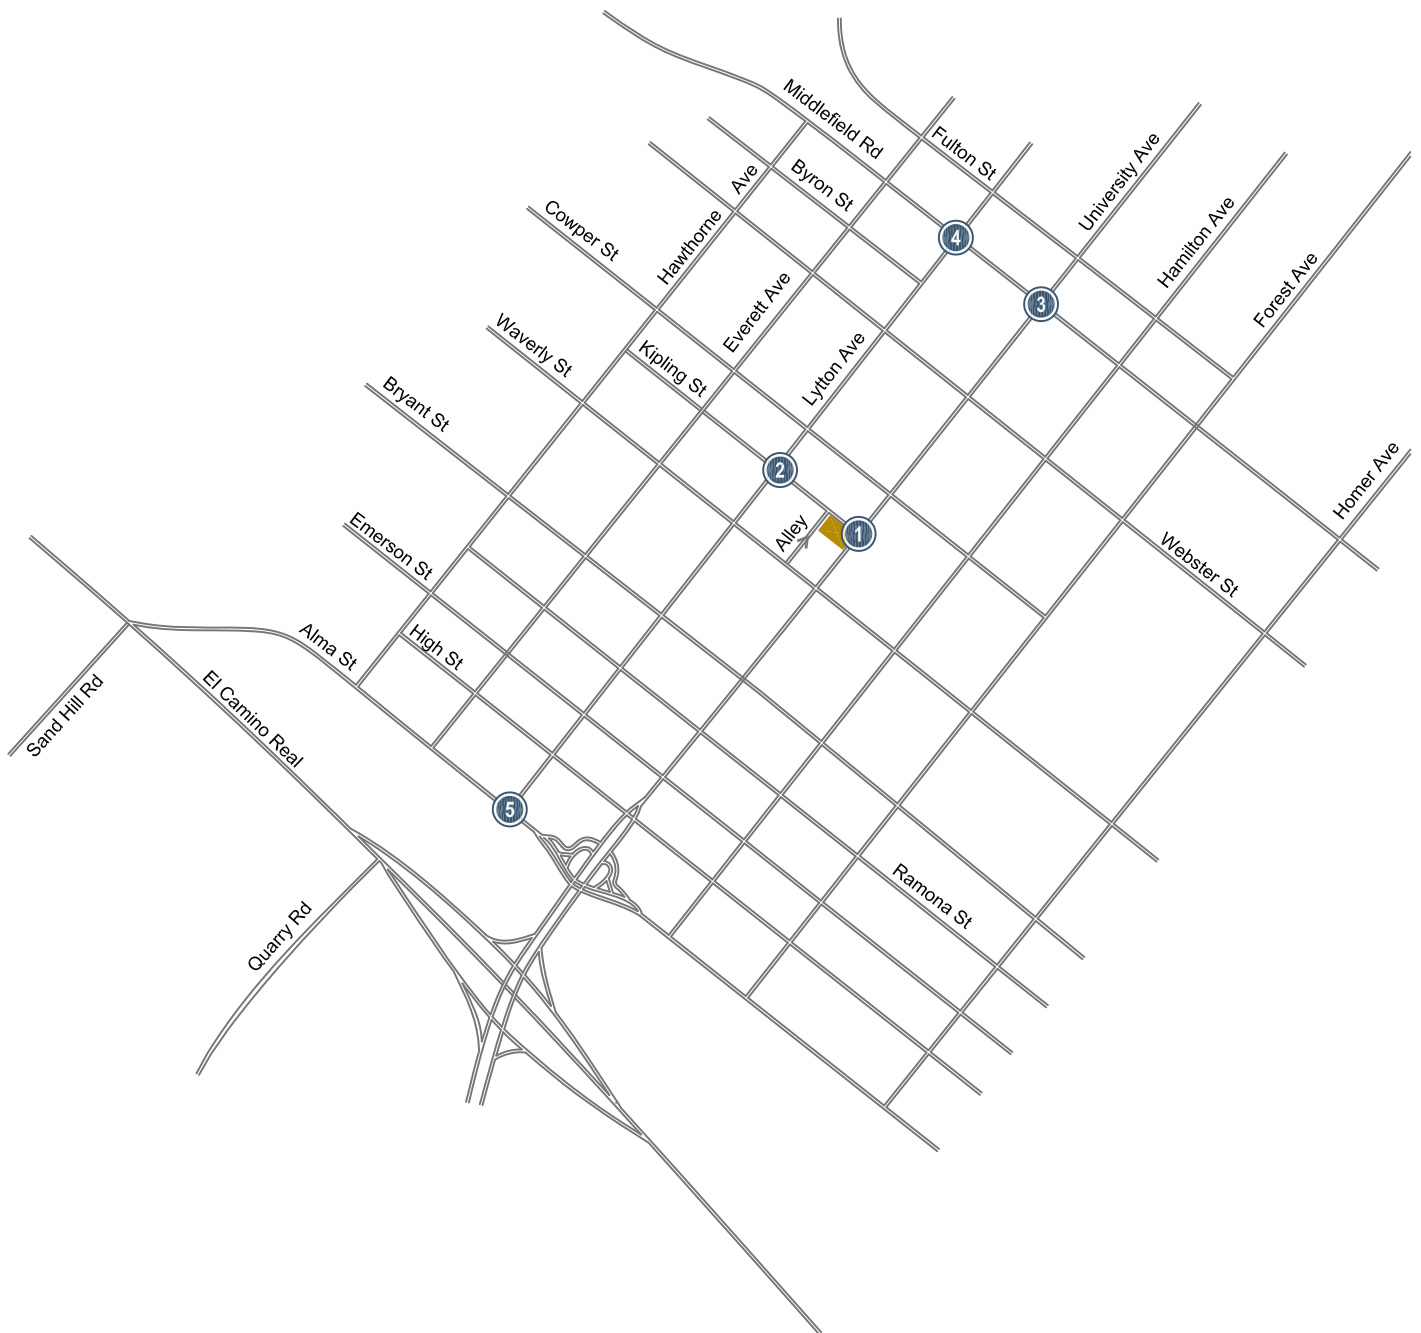 Middlefield Rd
Fulton St
University Ave
Byron St
Hawthorne Ave
Hamilton Ave
Cowper St
4
Forest Ave
Everett Ave
3
Waverly St
Kipling St
Lytton Ave
Bryant St
2
Homer Ave
Alley
1
Emerson St
Webster St
Alma St
High St
Sand Hill Rd
El Camino Real
5
Ramona St
Quarry Rd